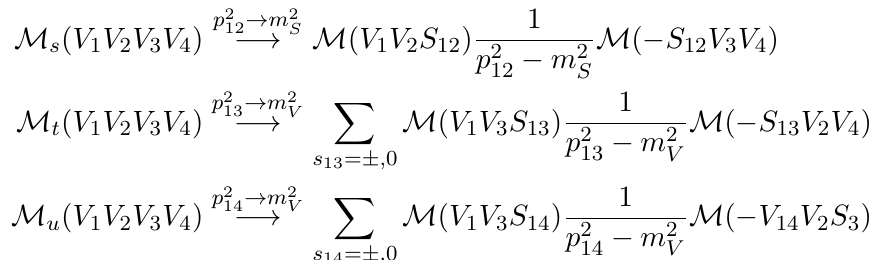 $\mathcal{M}_s(V_1V_2V_3V_4) \overset{p_{12}^2 \to m_S^2}{\longrightarrow} \mathcal{M}(V_1V_2S_{12})\frac{1}{p_{12}^2 - m_S^2}\mathcal{M}(-S_{12}V_3V_4)$
$\mathcal{M}_t(V_1V_2V_3V_4) \overset{p_{13}^2 \to m_V^2}{\longrightarrow} \sum_{s_{13}=\pm,0} \mathcal{M}(V_1V_3S_{13})\frac{1}{p_{13}^2 - m_V^2}\mathcal{M}(-S_{13}V_2V_4)$
$\mathcal{M}_u(V_1V_2V_3V_4) \overset{p_{14}^2 \to m_V^2}{\longrightarrow} \sum_{s_{14}=\pm,0} \mathcal{M}(V_1V_3S_{14})\frac{1}{p_{14}^2 - m_V^2}\mathcal{M}(-V_{14}V_2S_3)$